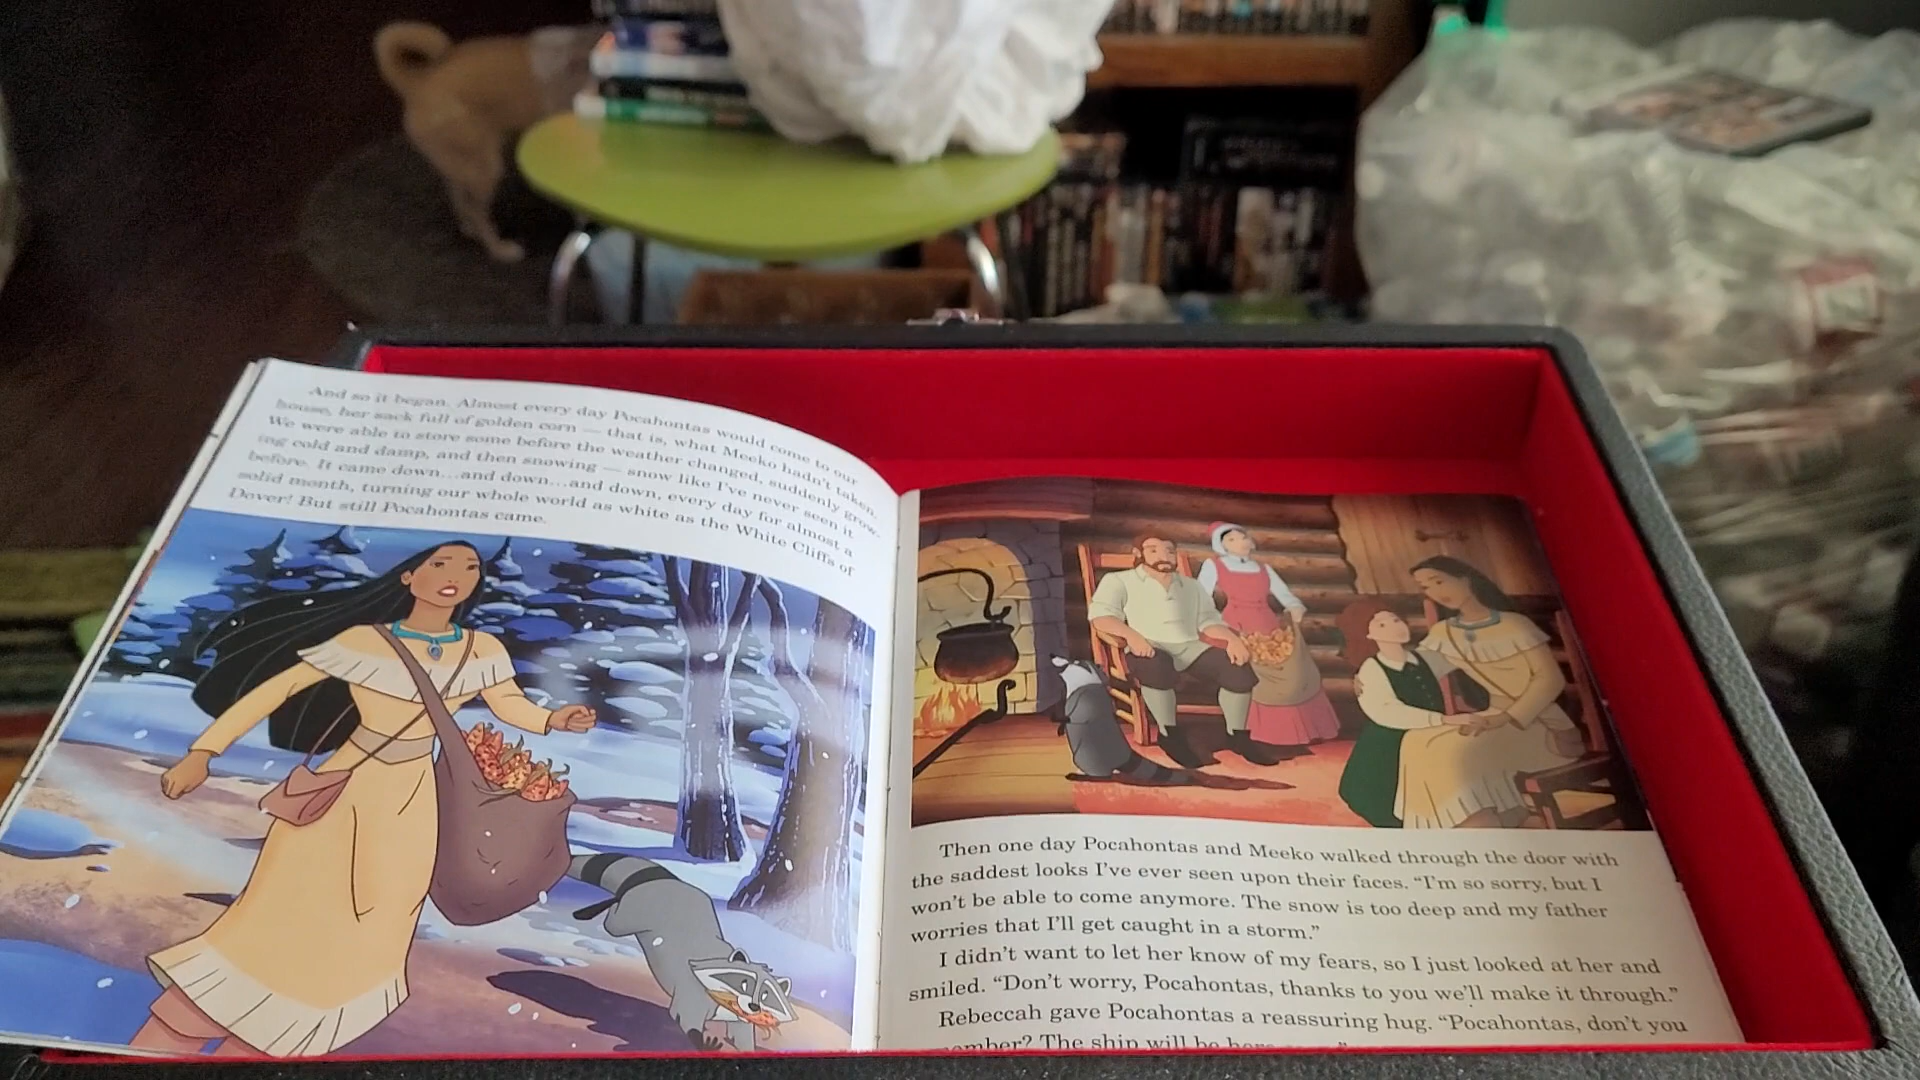 And so it began. Almost every day Pocahontas would come to our
house, her sack full of golden corn — that is, what Meeko hadn't taken.
We were able to store some before the weather changed, suddenly grow-
ing cold and damp, and then snowing — snow like I've never seen it
before. It came down...and down...and down, every day for almost a
solid month, turning our whole world as white as the White Cliffs of
Dover! But still Pocahontas came.
Then one day Pocahontas and Meeko walked through the door with
the saddest looks I've ever seen upon their faces. "I'm so sorry, but I
won't be able to come anymore. The snow is too deep and my father
worries that I'll get caught in a storm."
I didn't want to let her know of my fears, so I just looked at her and
smiled. "Don't worry, Pocahontas, thanks to you we'll make it through."
Rebeccah gave Pocahontas a reassuring hug. "Pocahontas, don't you
The ship will be